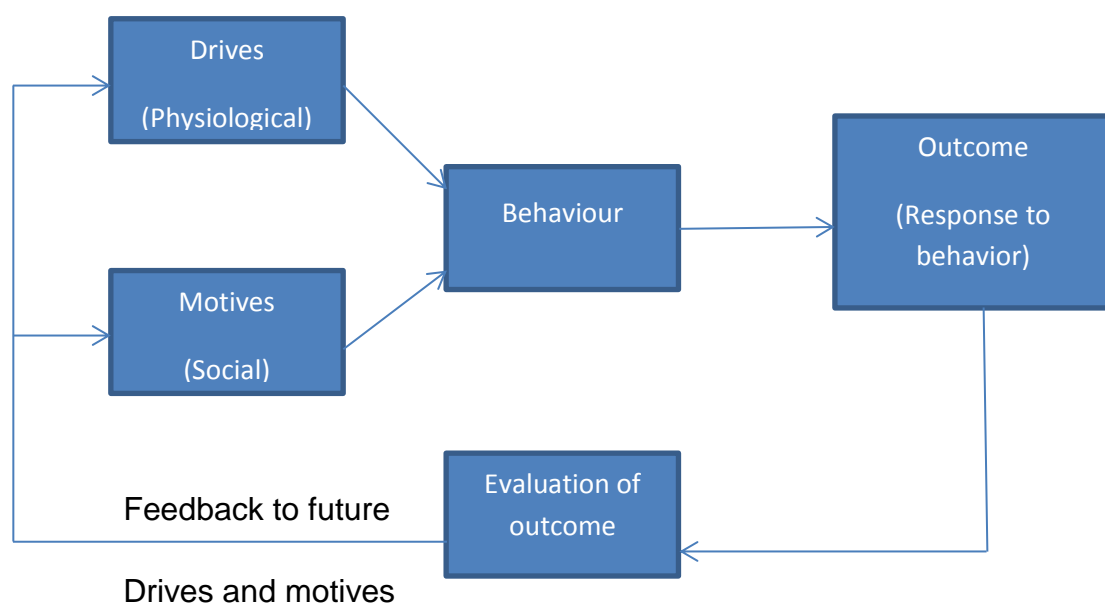 Drives
(Physiological)
Motives
(Social)
Behaviour
Outcome
(Response to
behavior)
Evaluation of
outcome
Feedback to future
Drives and motives